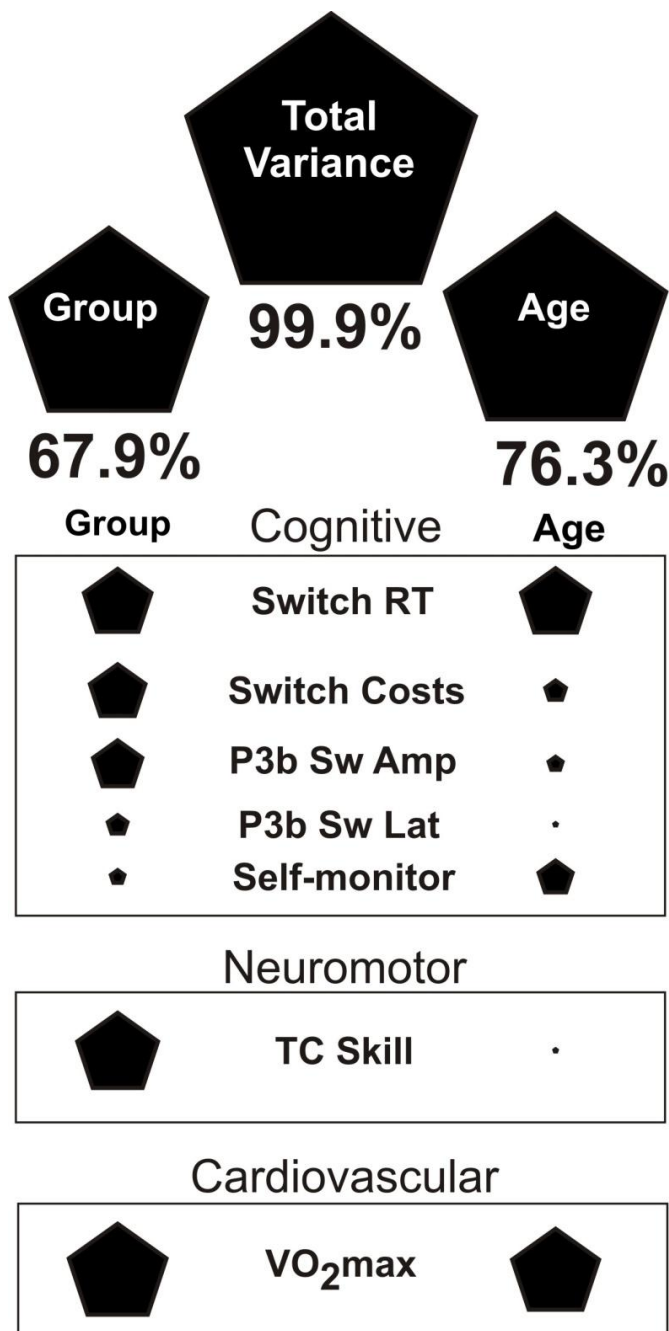 Total
Variance
Group
Age
99.9%
67.9%
76.3%
Group Cognitive Age
Switch RT
Switch Costs
P3b Sw Amp
P3b Sw Lat
Self-monitor
Neuromotor
TC Skill
Cardiovascular
VO₂max